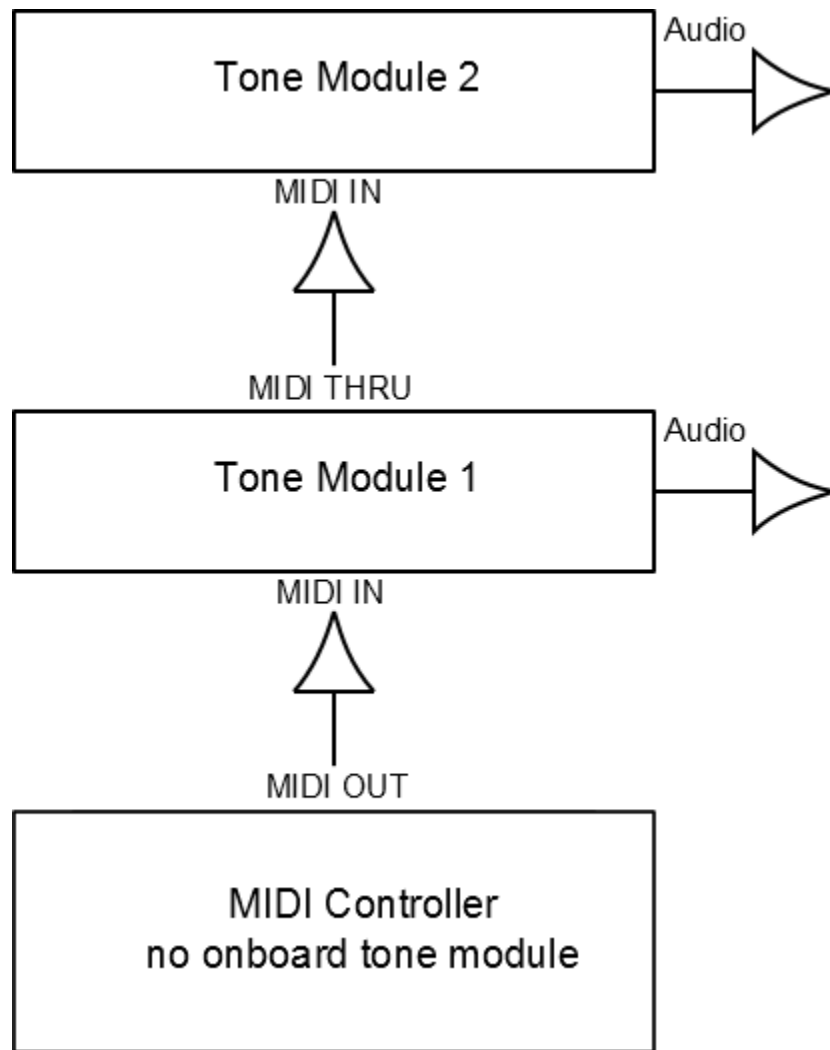 Audio
Tone Module 2
MIDI IN
MIDI THRU
Audio
Tone Module 1
MIDI IN
MIDI OUT
MIDI Controller
no onboard tone module